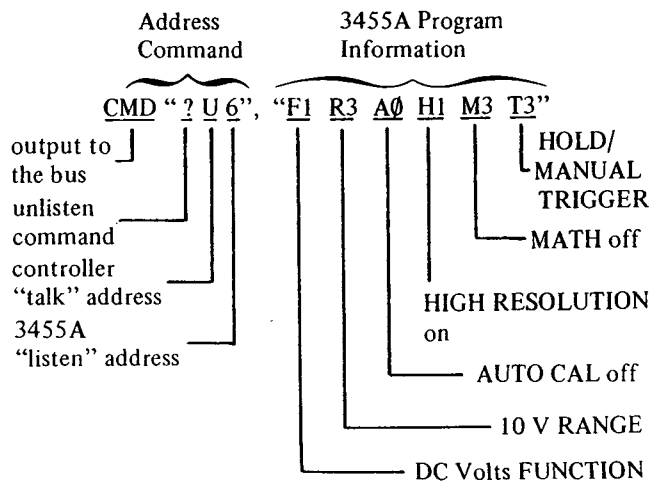 Address Command
3455A Program Information
CMD “? U 6”, “F1 R3 AØ H1 M3 T3”
output to the bus
unlisten command
controller “talk” address
3455A “listen” address
HOLD/ MANUAL TRIGGER
MATH off
HIGH RESOLUTION on
AUTO CAL off
10 V RANGE
DC Volts FUNCTION